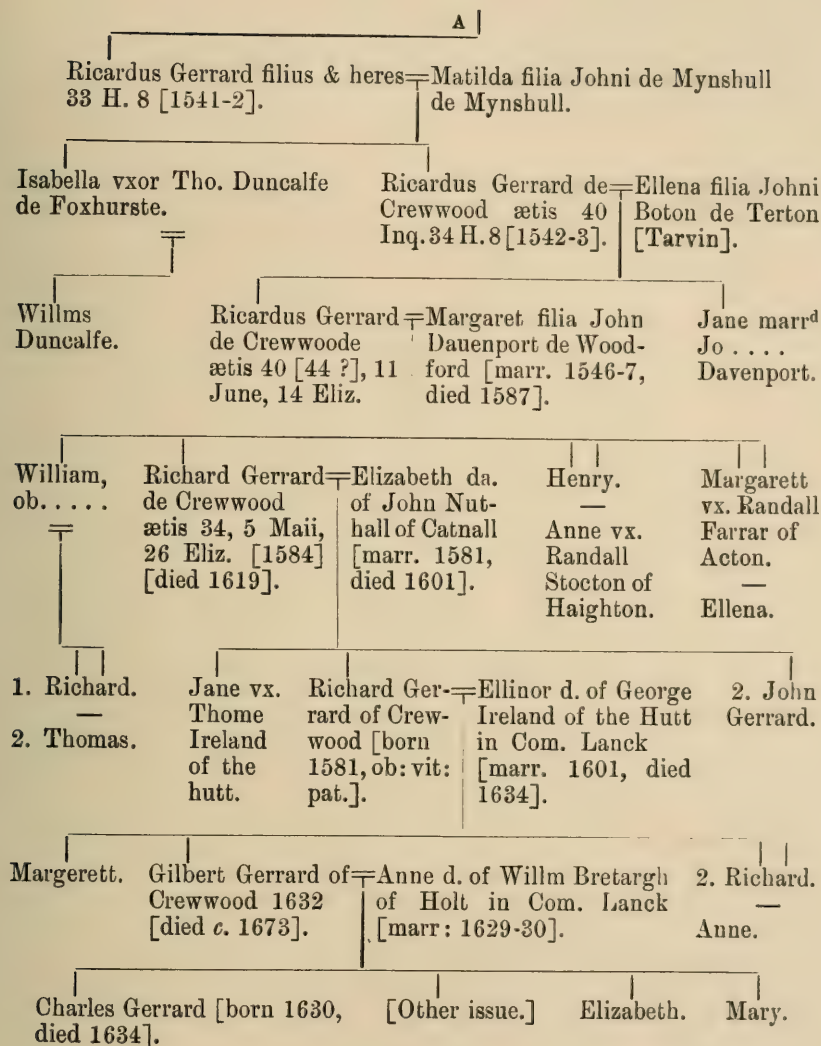 A
Ricardus Gerrard filius & heres=Matilda filia Johni de Mynshull
33 H. 8 [1541-2]. de Mynshull.
Isabella vxor Tho. Duncalfe
de Foxhurste.
Ricardus Gerrard de=Ellena filia Johni
Crewwood ætis 40 Boton de Terton
Inq. 34 H. 8 [1542-3]. [Tarvin].
Willms
Duncalfe.
Ricardus Gerrard=Margaret filia John
de Crewwoode Dauenport de Wood-
ætis 40 [44 ?], 11 ford [marr. 1546-7,
June, 14 Eliz. died 1587].
Jane marrᵈ
Jo . . . .
Davenport.
William,
ob. . . . .
Richard Gerrard=Elizabeth da.
de Crewwood of John Nut-
ætis 34, 5 Maii, hall of Catnall
26 Eliz. [1584] [marr. 1581,
[died 1619]. died 1601].
Henry.
—
Anne vx.
Randall
Stocton of
Haighton.
Margarett
vx. Randall
Farrar of
Acton.
—
Ellena.
1. Richard.
—
2. Thomas.
Jane vx.
Thome
Ireland
of the
hutt.
Richard Ger-=Ellinor d. of George
rard of Crew- Ireland of the Hutt
wood [born in Com. Lanck
1581, ob: vit: [marr. 1601, died
pat.]. 1634].
2. John
Gerrard.
Margerett.
Gilbert Gerrard of=Anne d. of Willm Bretargh
Crewwood 1632 of Holt in Com. Lanck
[died c. 1673]. [marr: 1629-30].
2. Richard.
—
Anne.
Charles Gerrard [born 1630,
died 1634].
[Other issue.]
Elizabeth.
Mary.